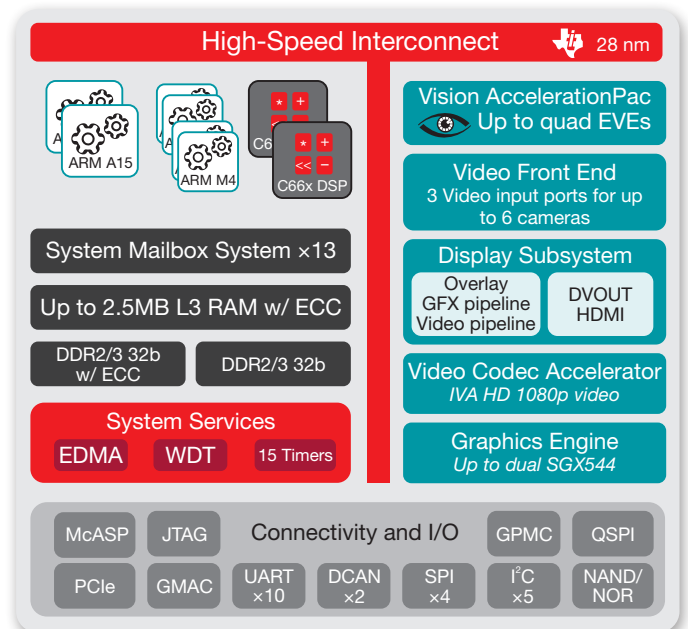 High-Speed Interconnect
28 nm
A
ARM A15
ARM M4
C6
C66x DSP
* +
* +
<< −
System Mailbox System ×13
Up to 2.5MB L3 RAM w/ ECC
DDR2/3 32b
w/ ECC
DDR2/3 32b
System Services
EDMA
WDT
15 Timers
Vision AccelerationPac
Up to quad EVEs
Video Front End
3 Video input ports for up
to 6 cameras
Display Subsystem
Overlay
GFX pipeline
Video pipeline
DVOUT
HDMI
Video Codec Accelerator
IVA HD 1080p video
Graphics Engine
Up to dual SGX544
Connectivity and I/O
McASP
JTAG
GPMC
QSPI
PCIe
GMAC
UART
×10
DCAN
×2
SPI
×4
I²C
×5
NAND/
NOR